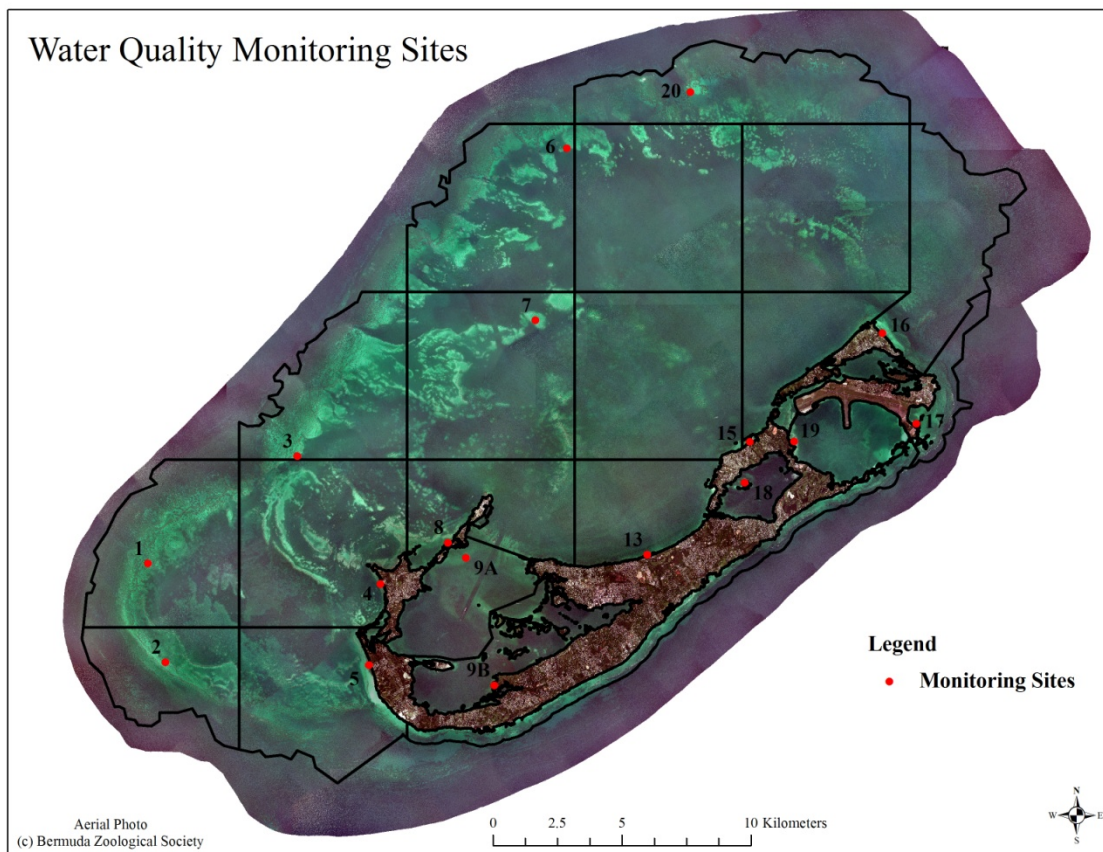 Water Quality Monitoring Sites
20
6
7
16
3
15
19
17
18
8
13
1
9A
4
2
5
9B
Legend
Monitoring Sites
N
W E
S
Aerial Photo
(c) Bermuda Zoological Society
0 2.5 5 10 Kilometers